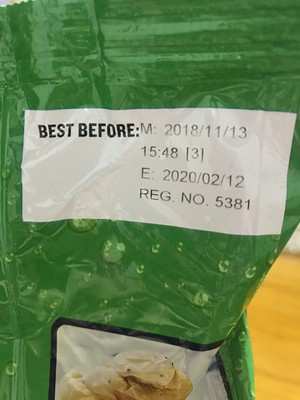 BEST BEFORE: M: 2018/11/13
15:48 [3]
E: 2020/02/12
REG. NO. 5381